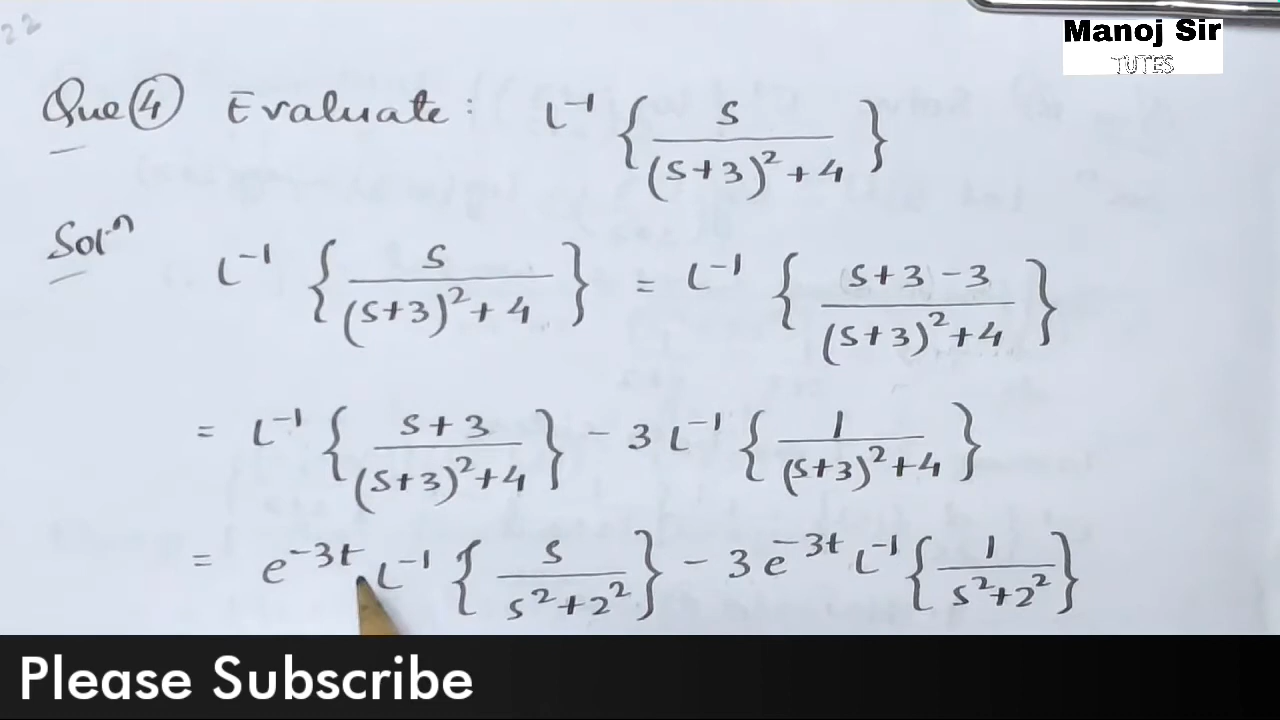 22
Manoj Sir
TUTES
Que ④ Evaluate: L⁻¹ { s / ((s+3)² + 4) }
Solⁿ
L⁻¹ { s / ((s+3)² + 4) } = L⁻¹ { (s+3-3) / ((s+3)² + 4) }
= L⁻¹ { (s+3) / ((s+3)² + 4) } - 3 L⁻¹ { 1 / ((s+3)² + 4) }
= e⁻³ᵗ L⁻¹ { s / (s² + 2²) } - 3 e⁻³ᵗ L⁻¹ { 1 / (s² + 2²) }
Please Subscribe